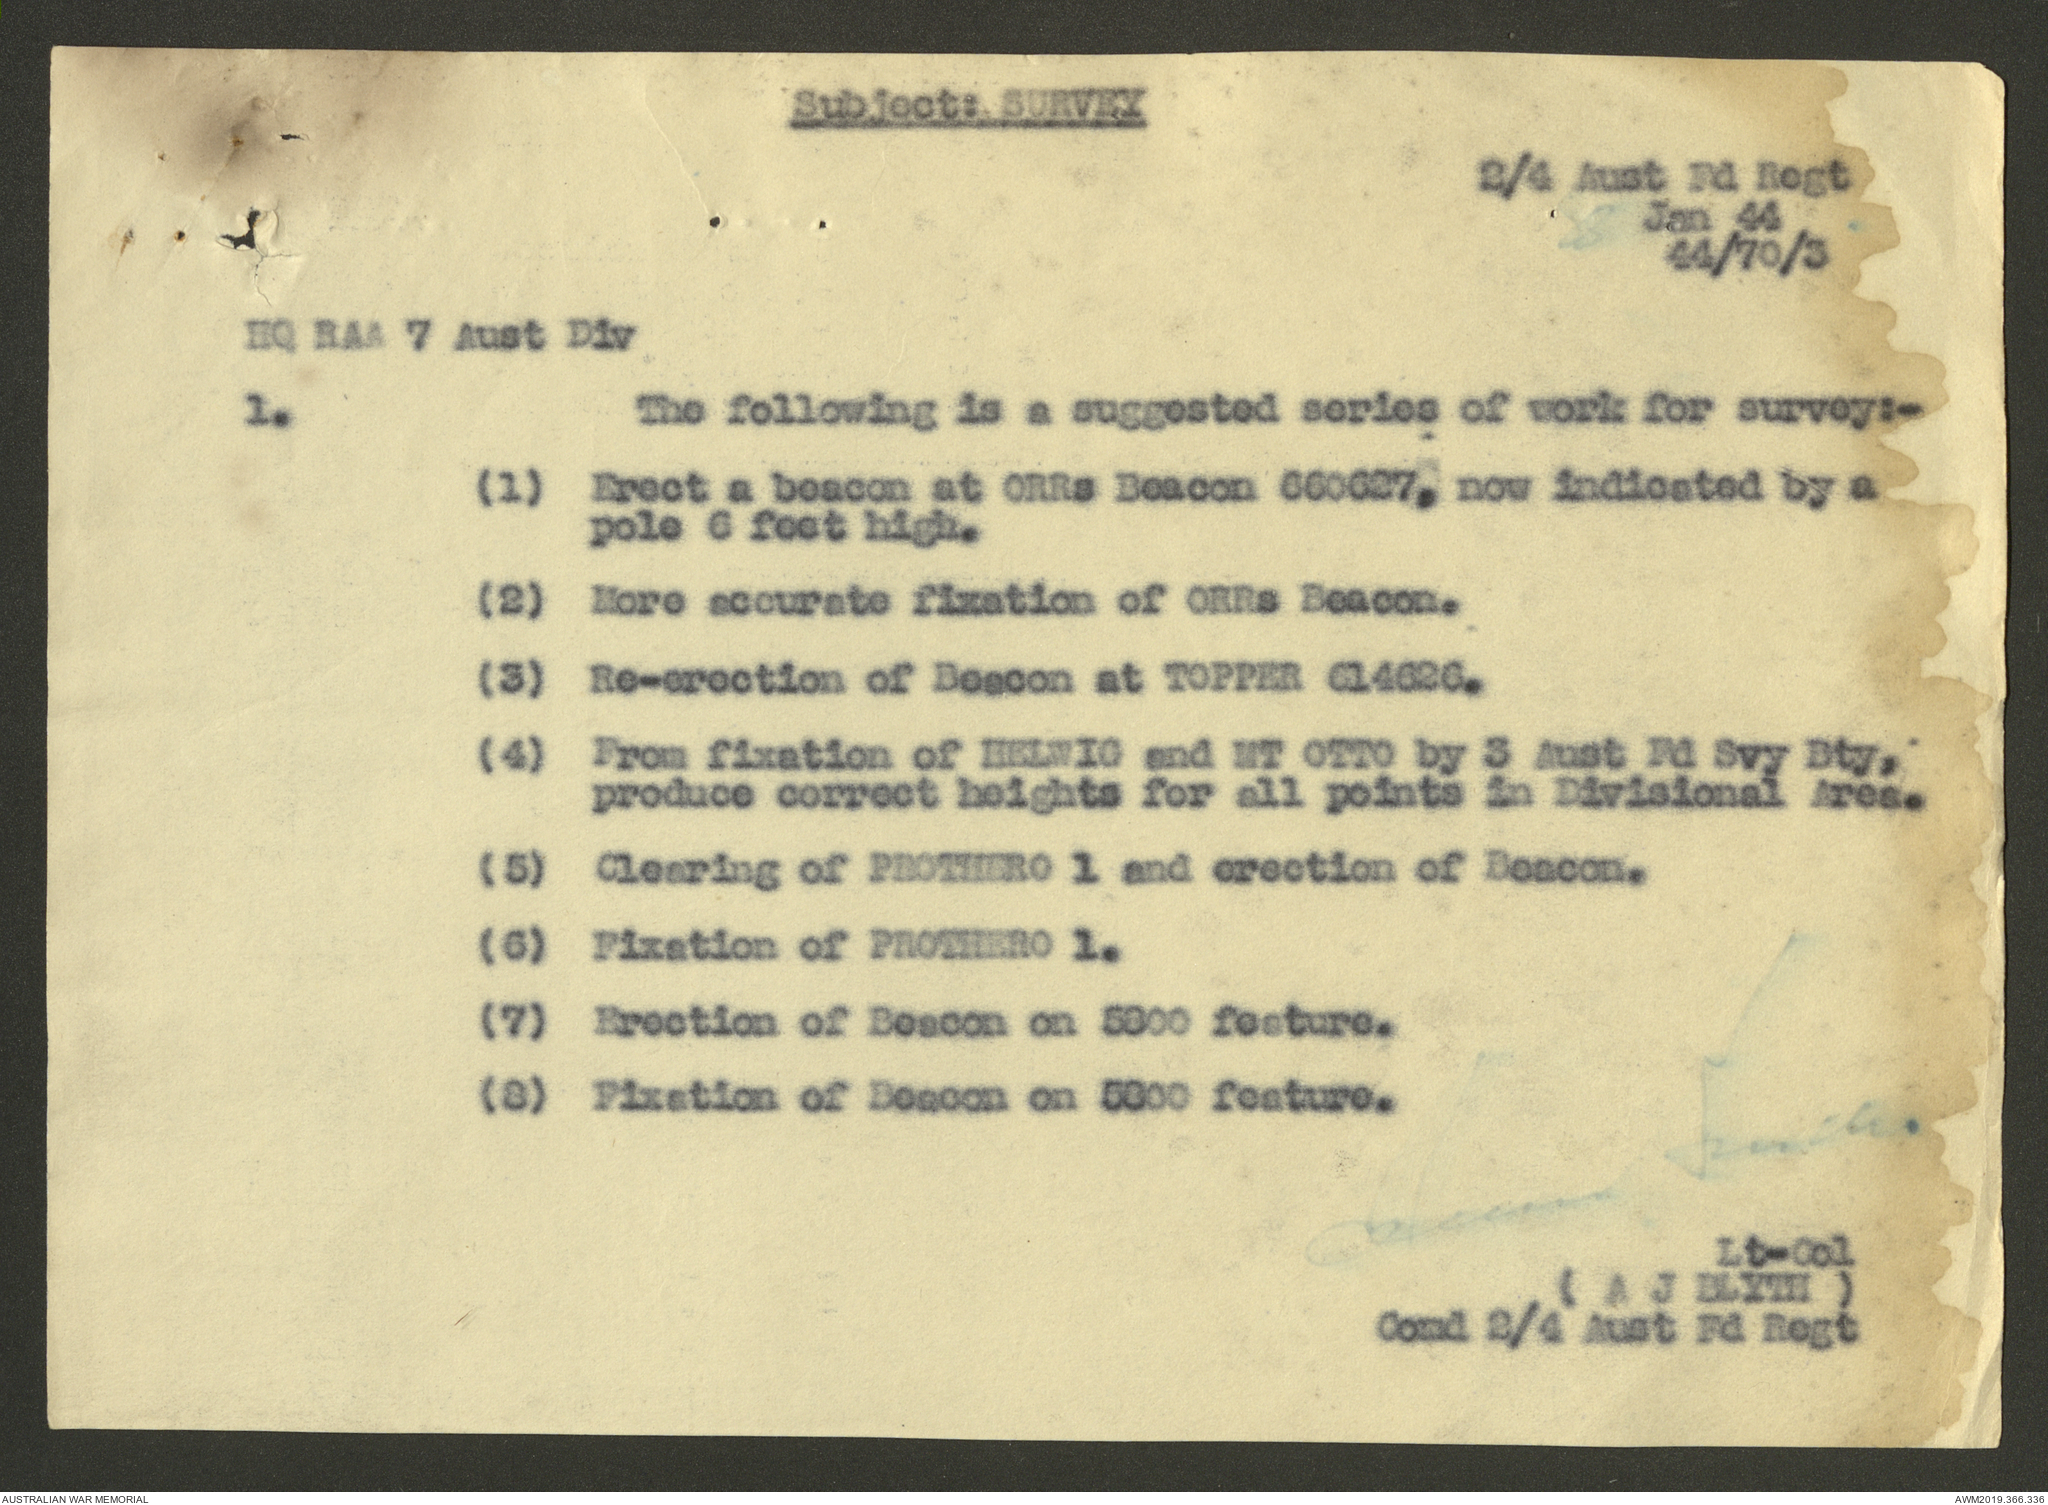 Subject: SURVEY
2/4 Aust Fd Regt
Jan 44
44/70/3
HQ RAA 7 Aust Div
1. The following is a suggested series of work for survey:-
(1) Erect a beacon at ORRs Beacon 660627, now indicated by a
pole 6 feet high.
(2) More accurate fixation of ORRs Beacon.
(3) Re-erection of Beacon at TOPPER 614626.
(4) From fixation of HELWIG and MT OTTO by 3 Aust Fd Svy Bty,
produce correct heights for all points in Divisional Area.
(5) Clearing of PROTHERO 1 and erection of Beacon.
(6) Fixation of PROTHERO 1.
(7) Erection of Beacon on 5800 feature.
(8) Fixation of Beacon on 5800 feature.
Lt-Col
( A J BLYTH )
Comd 2/4 Aust Fd Regt
AUSTRALIAN WAR MEMORIAL
AWM2019.366.336